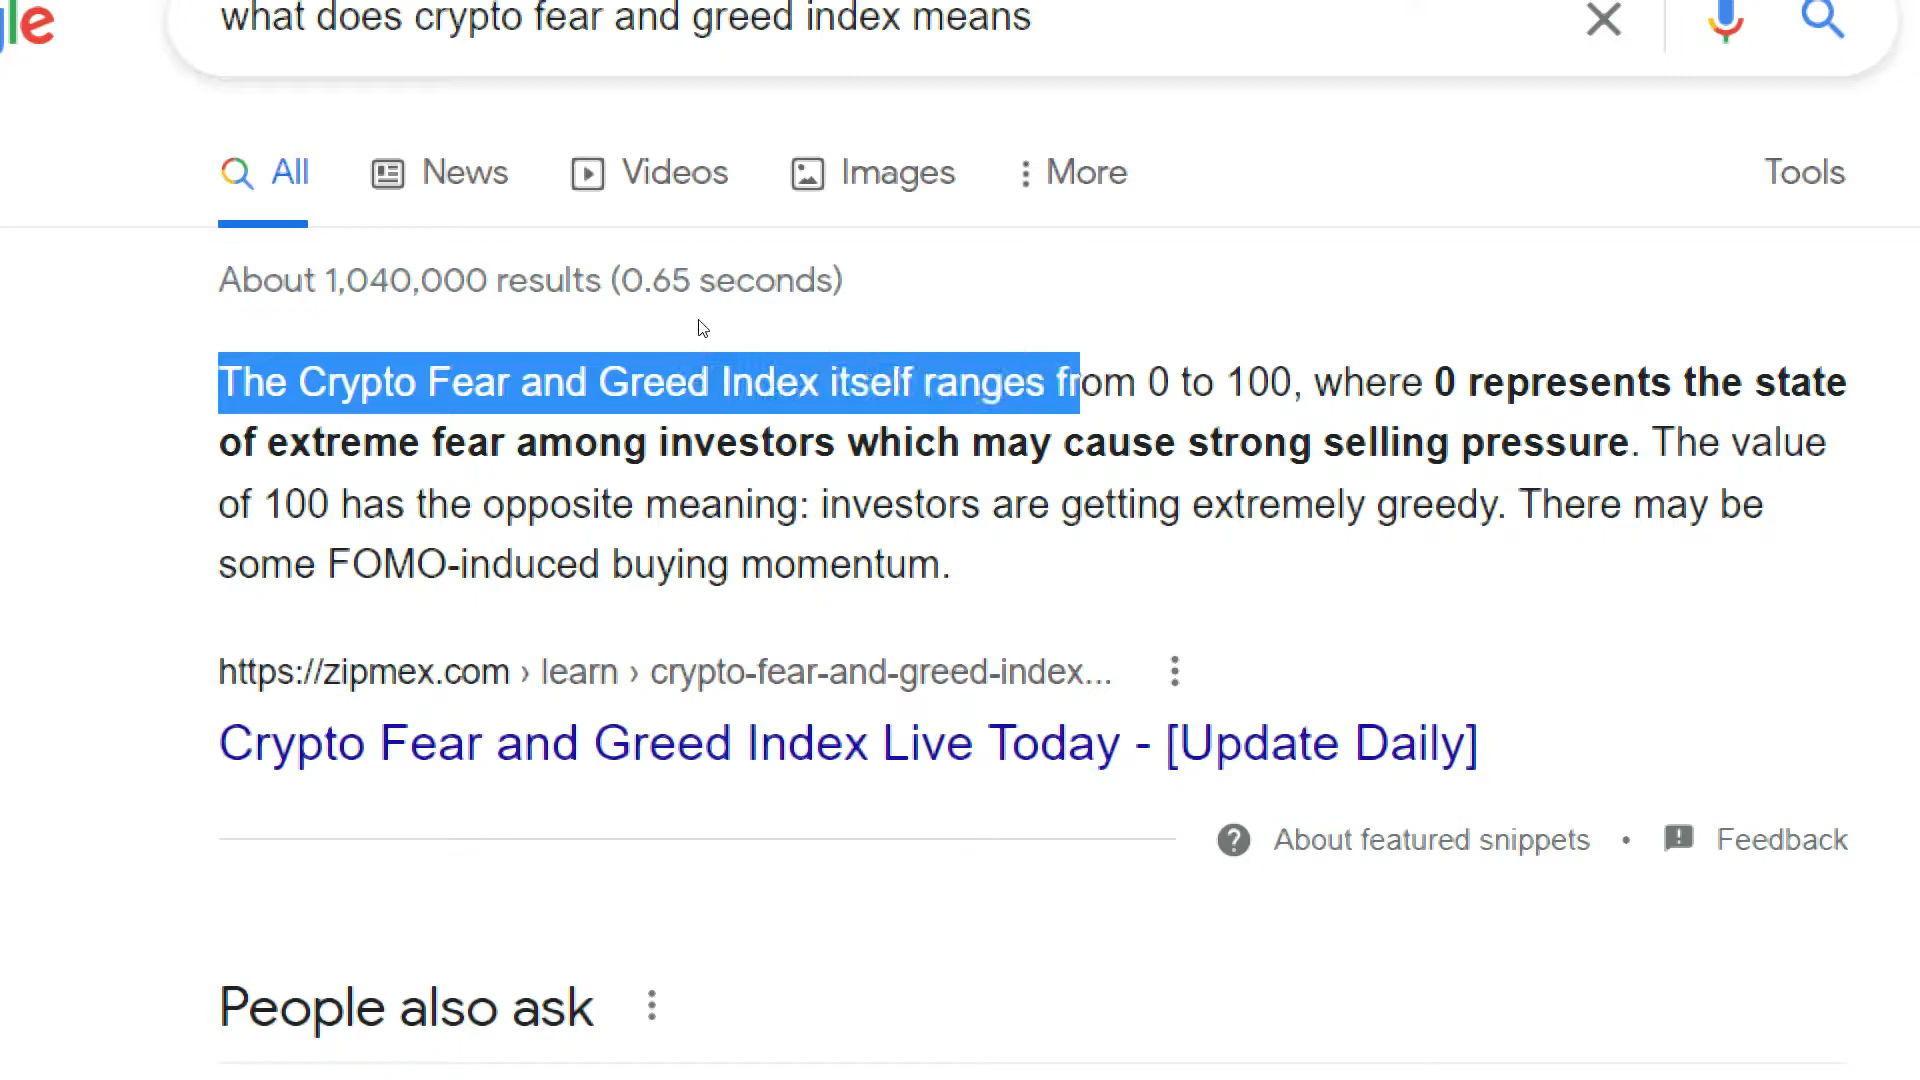 le
what does crypto fear and greed index means
All News Videos Images More Tools
About 1,040,000 results (0.65 seconds)
The Crypto Fear and Greed Index itself ranges from 0 to 100, where 0 represents the state
of extreme fear among investors which may cause strong selling pressure. The value
of 100 has the opposite meaning: investors are getting extremely greedy. There may be
some FOMO-induced buying momentum.
https://zipmex.com › learn › crypto-fear-and-greed-index...
Crypto Fear and Greed Index Live Today - [Update Daily]
About featured snippets • Feedback
People also ask